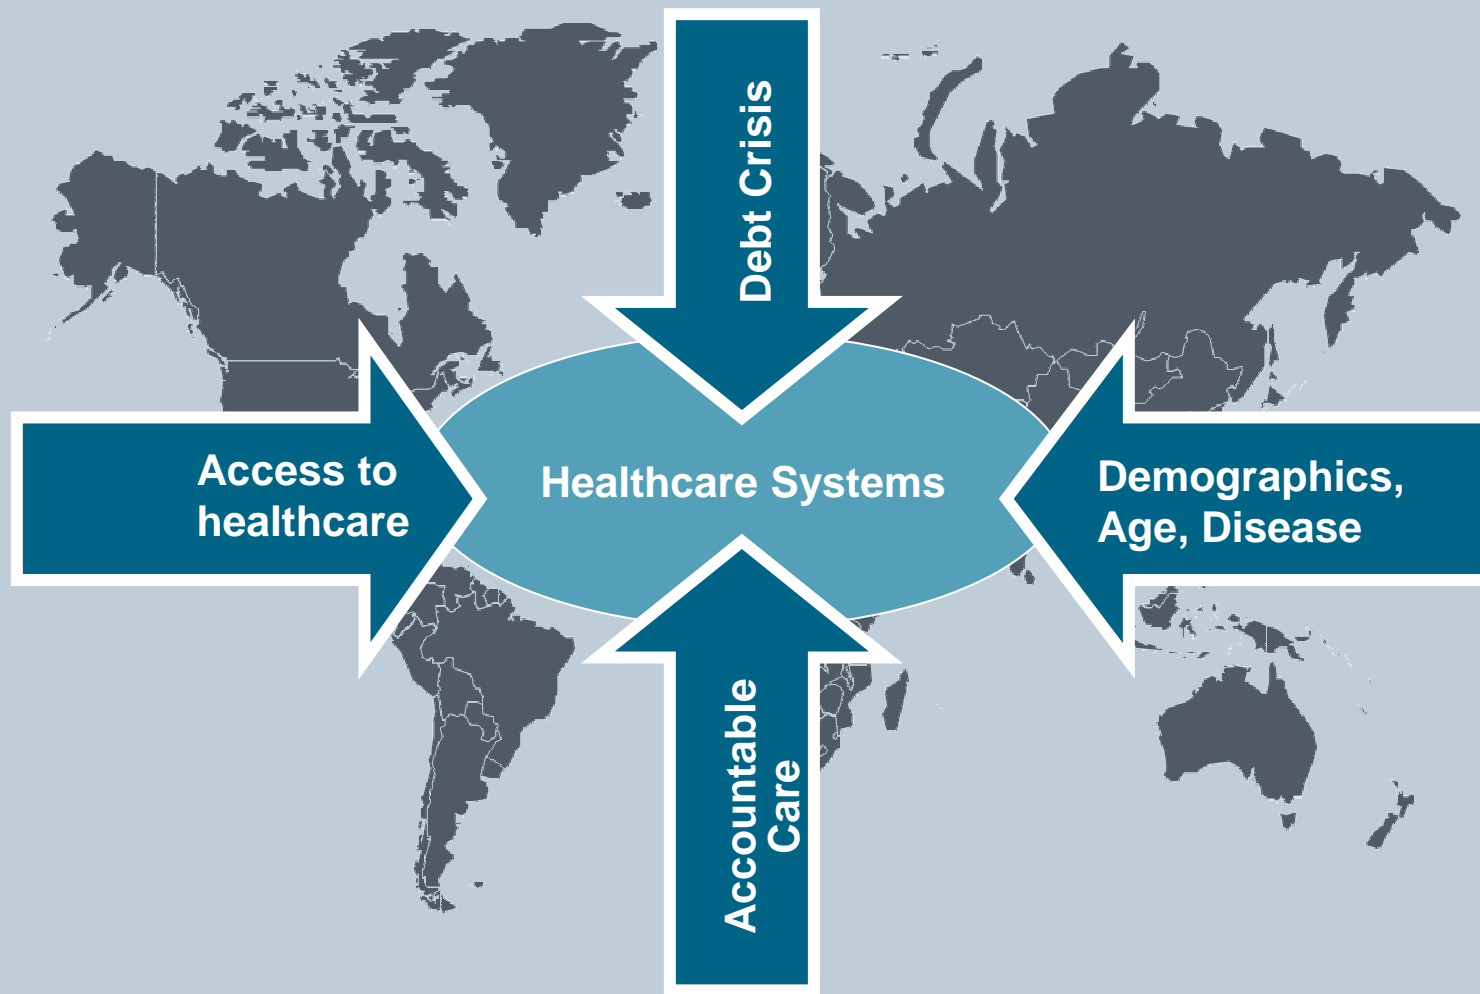 Debt Crisis
Access to
healthcare
Healthcare Systems
Demographics,
Age, Disease
Accountable
Care